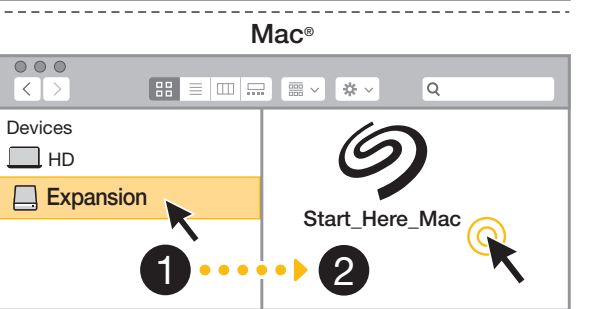 Mac®
Devices
HD
Expansion
Start_Here_Mac
1
2